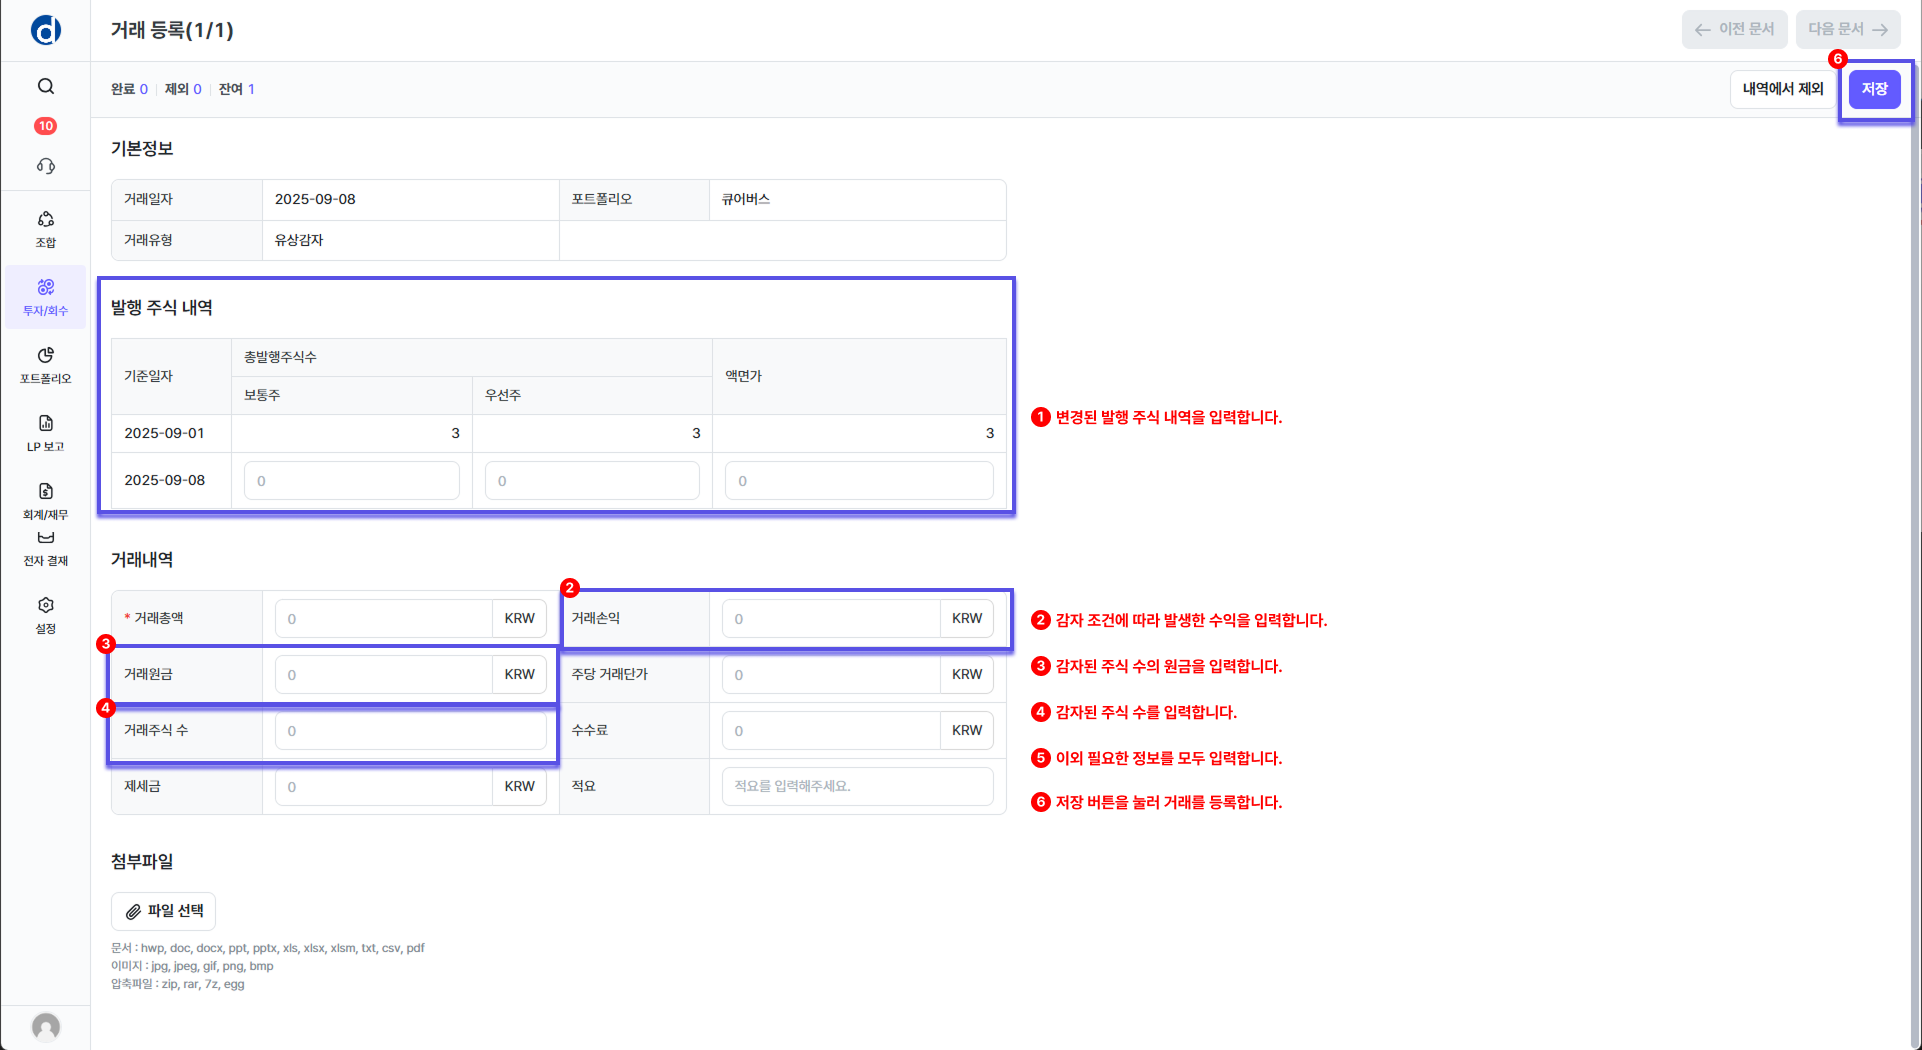 d
거래 등록(1/1)
← 이전 문서
다음 문서 →
완료 0 제외 0 잔여 1
내역에서 제외
6
저장
10
조합
투자/회수
포트폴리오
LP 보고
회계/재무
전자 결재
설정
기본정보
거래일자 2025-09-08 포트폴리오 큐어버스
거래유형 유상감자
발행 주식 내역
기준일자 총발행주식수 액면가
보통주 우선주
2025-09-01 3 3 3
2025-09-08 0 0 0
1 변경된 발행 주식 내역을 입력합니다.
거래내역
2
* 거래총액 0 KRW 거래손익 0 KRW
2 감자 조건에 따라 발생한 수익을 입력합니다.
3
거래원금 0 KRW 주당 거래단가 0 KRW
3 감자된 주식 수의 원금을 입력합니다.
4
거래주식 수 0 수수료 0 KRW
4 감자된 주식 수를 입력합니다.
5 이외 필요한 정보를 모두 입력합니다.
제세금 0 KRW 적요 적요를 입력해주세요.
6 저장 버튼을 눌러 거래를 등록합니다.
첨부파일
파일 선택
문서 : hwp, doc, docx, ppt, pptx, xls, xlsx, xlsm, txt, csv, pdf
이미지 : jpg, jpeg, gif, png, bmp
압축파일 : zip, rar, 7z, egg